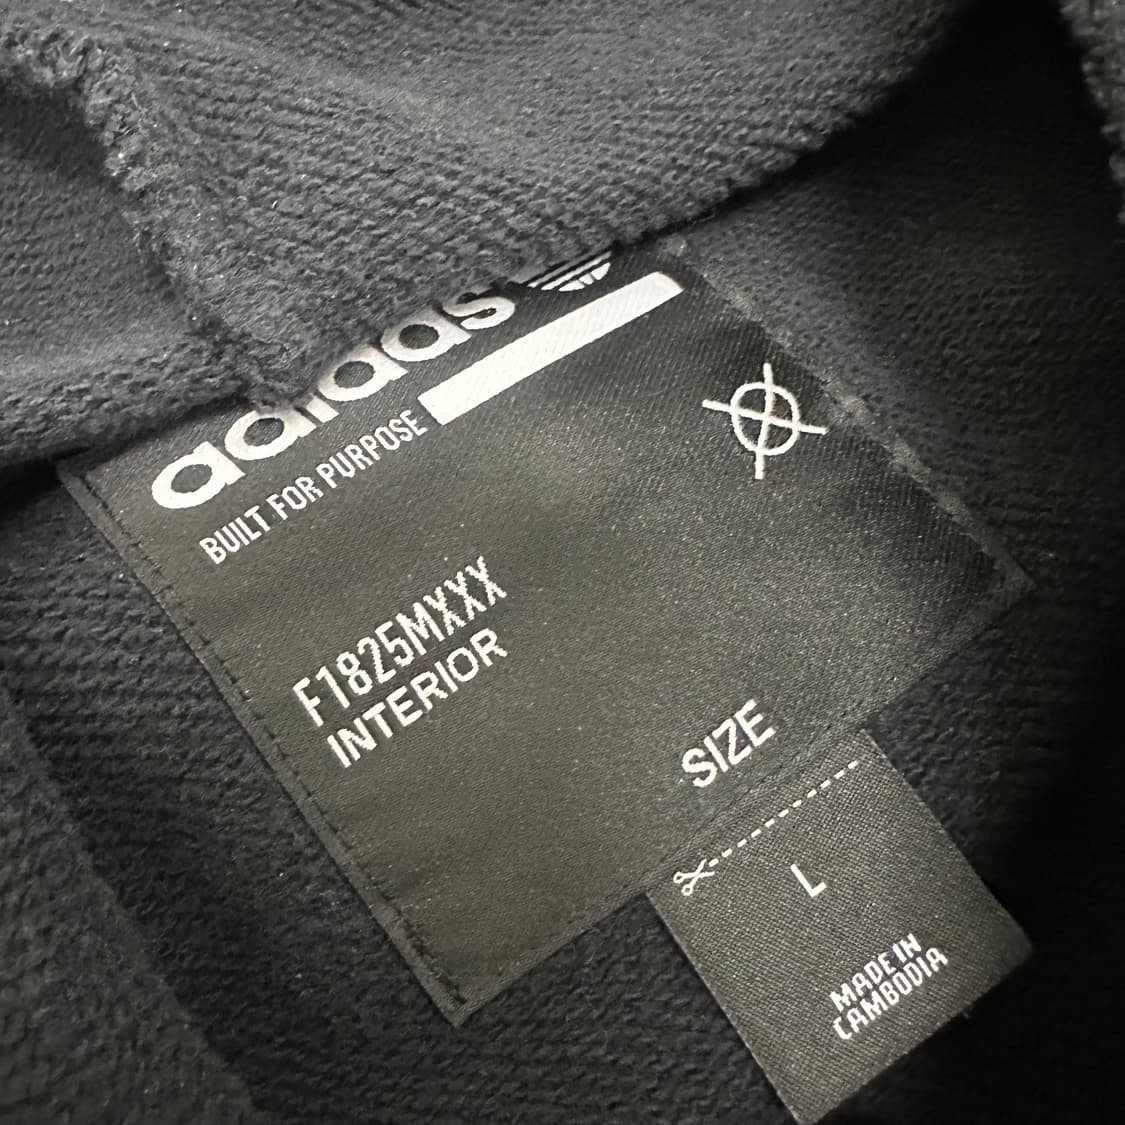 adidas
BUILT FOR PURPOSE
F1825MXXX
INTERIOR
SIZE
L
MADE IN
CAMBODIA